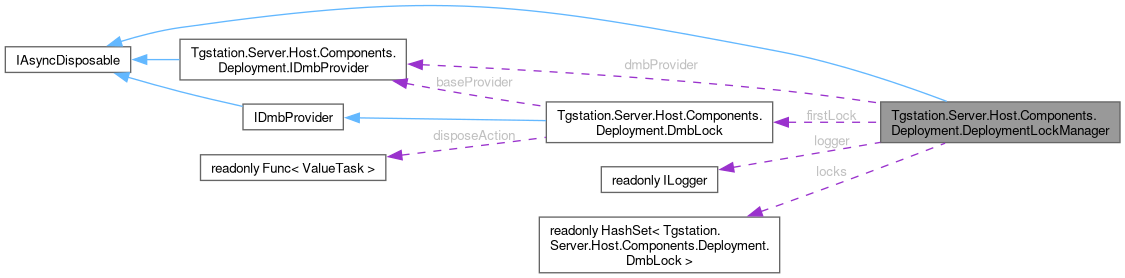 IAsyncDisposable
Tgstation.Server.Host.Components.
Deployment.IDmbProvider
dmbProvider
baseProvider
IDmbProvider
Tgstation.Server.Host.Components.
Deployment.DmbLock
firstLock
Tgstation.Server.Host.Components.
Deployment.DeploymentLockManager
disposeAction
logger
readonly Func< ValueTask >
readonly ILogger
locks
readonly HashSet< Tgstation.
Server.Host.Components.Deployment.
DmbLock >